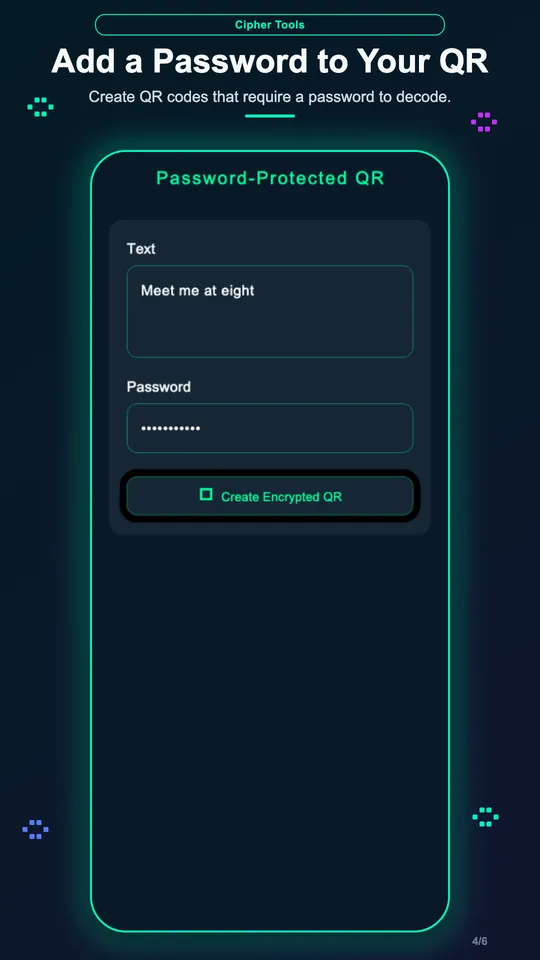 Cipher Tools
Add a Password to Your QR
Create QR codes that require a password to decode.
Password-Protected QR
Text
Meet me at eight
Password
•••••••••••
Create Encrypted QR
4/6